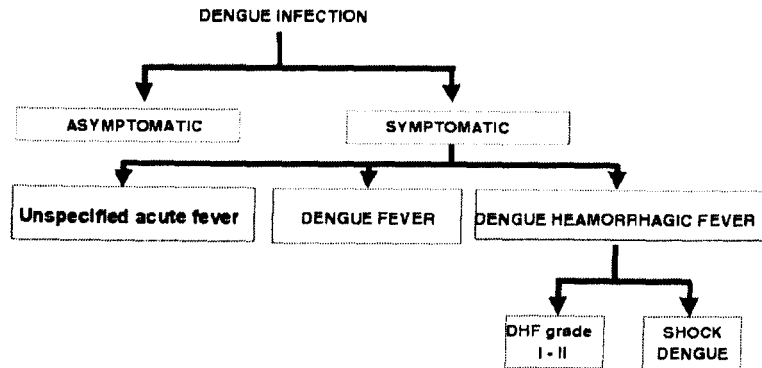 DENGUE INFECTION
ASYMPTOMATIC
SYMPTOMATIC
Unspecified acute fever
DENGUE FEVER
DENGUE HEAMORRHAGIC FEVER
DHF grade
I - II
SHOCK
DENGUE